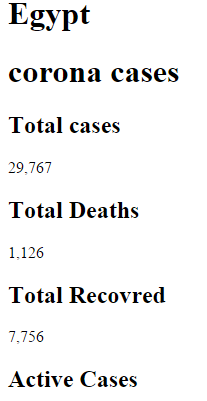 Egypt
corona cases
Total cases
29,767
Total Deaths
1,126
Total Recovred
7,756
Active Cases